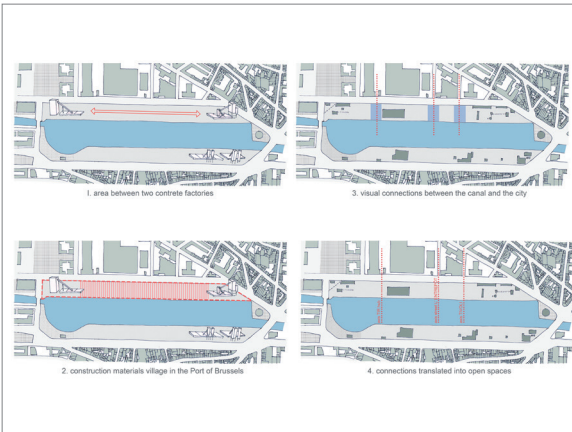 1. area between two contrete factories
3. visual connections between the canal and the city
2. construction materials village in the Port of Brussels
4. connections translated into open spaces